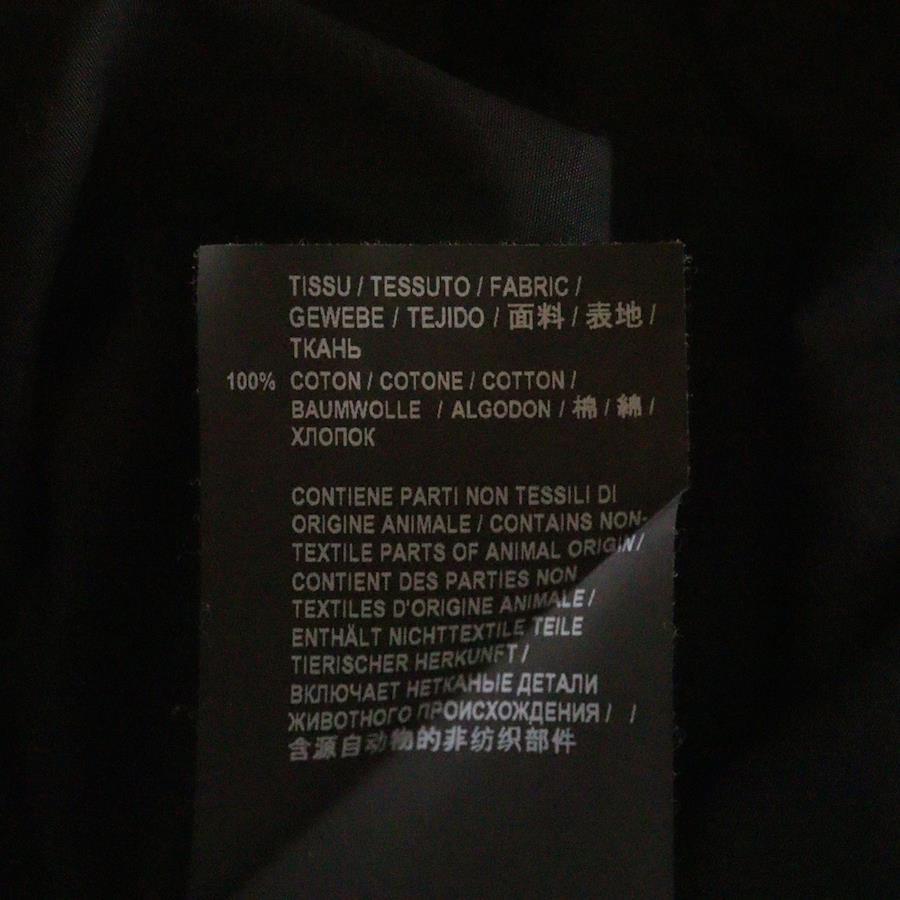 TISSU / TESSUTO / FABRIC /
GEWEBE / TEJIDO / 面料 / 表地 /
ТКАНЬ
100% COTON / COTONE / COTTON /
BAUMWOLLE / ALGODON / 棉 / 綿 /
ХЛОПОК
CONTIENE PARTI NON TESSILI DI
ORIGINE ANIMALE / CONTAINS NON-
TEXTILE PARTS OF ANIMAL ORIGIN /
CONTIENT DES PARTIES NON
TEXTILES D'ORIGINE ANIMALE /
ENTHÄLT NICHTTEXTILE TEILE
TIERISCHER HERKUNFT /
ВКЛЮЧАЕТ НЕТКАНЫЕ ДЕТАЛИ
ЖИВОТНОГО ПРОИСХОЖДЕНИЯ / /
含源自动物的非纺织部件